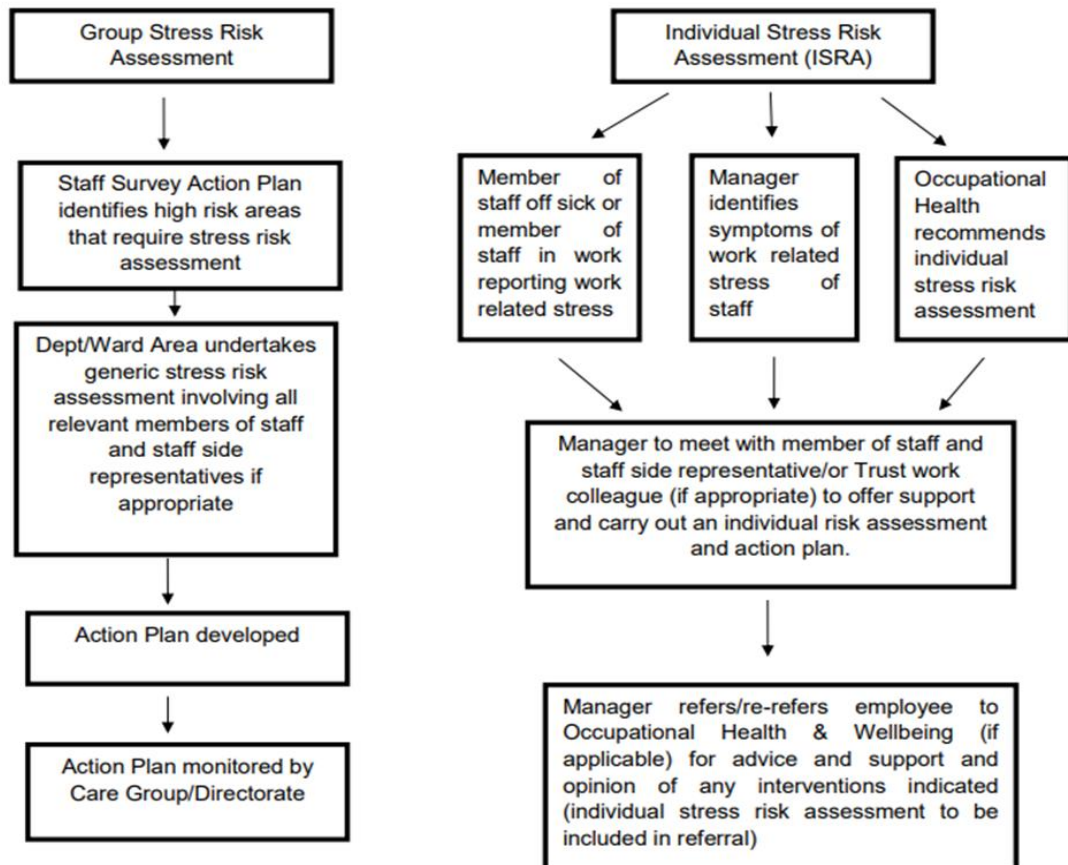 Group Stress Risk
Assessment
Staff Survey Action Plan
identifies high risk areas
that require stress risk
assessment
Dept/Ward Area undertakes
generic stress risk
assessment involving all
relevant members of staff
and staff side
representatives if
appropriate
Action Plan developed
Action Plan monitored by
Care Group/Directorate
Individual Stress Risk
Assessment (ISRA)
Member of
staff off sick or
member of
staff in work
reporting work
related stress
Manager
identifies
symptoms of
work related
stress of
staff
Occupational
Health
recommends
individual
stress risk
assessment
Manager to meet with member of staff and
staff side representative/or Trust work
colleague (if appropriate) to offer support
and carry out an individual risk assessment
and action plan.
Manager refers/re-refers employee to
Occupational Health & Wellbeing (if
applicable) for advice and support and
opinion of any interventions indicated
(individual stress risk assessment to be
included in referral)